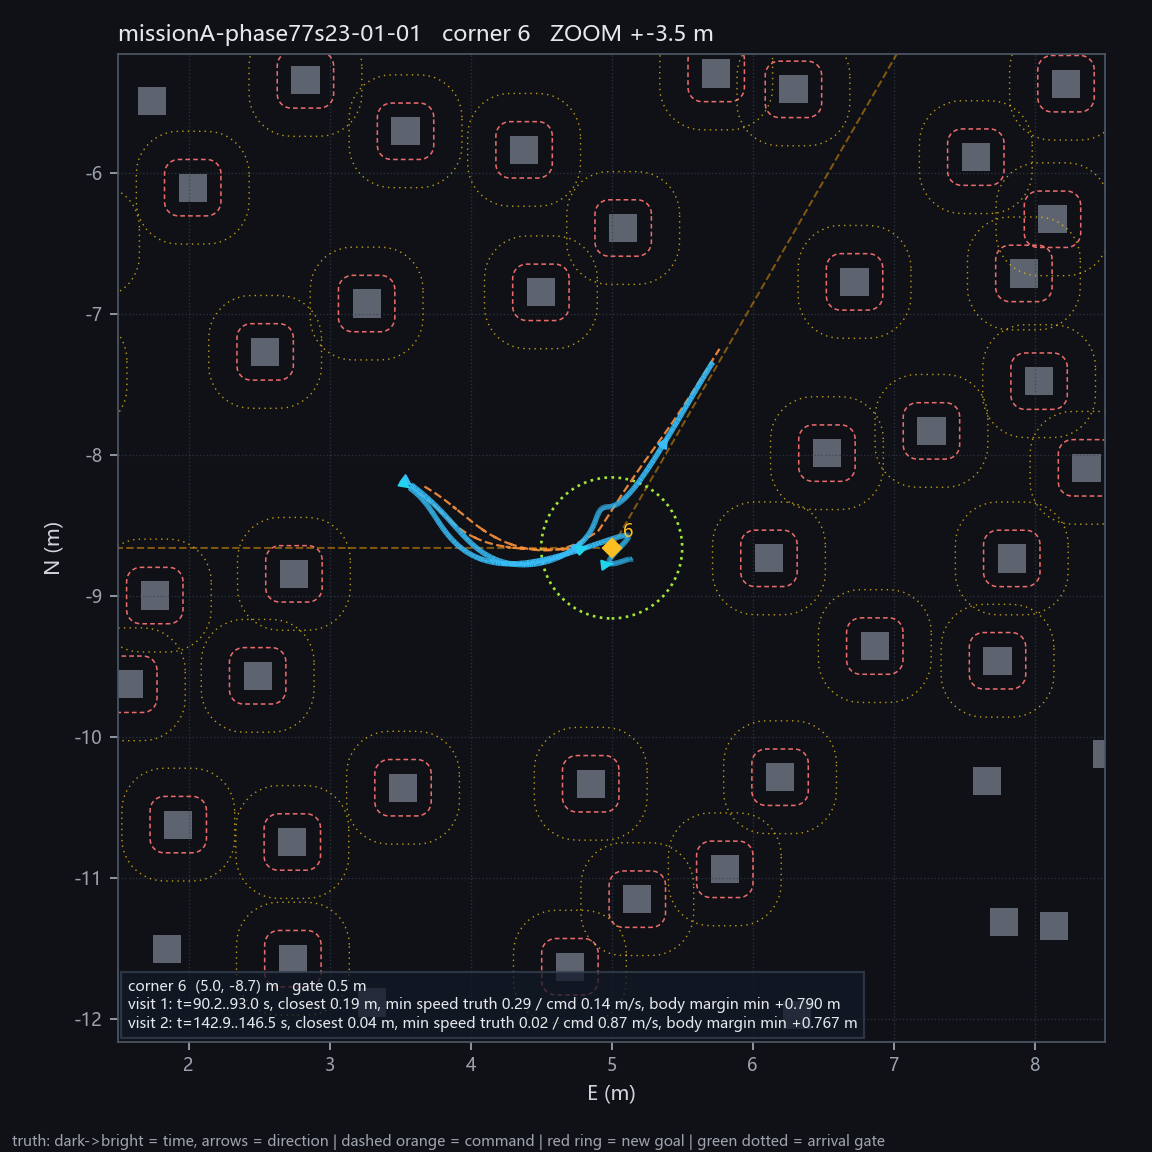 missionA-phase77s23-01-01 corner 6 ZOOM +-3.5 m
-6
-7
-8
-9
-10
-11
-12
N (m)
6
corner 6 (5.0, -8.7) m gate 0.5 m
visit 1: t=90.2..93.0 s, closest 0.19 m, min speed truth 0.29 / cmd 0.14 m/s, body margin min +0.790 m
visit 2: t=142.9..146.5 s, closest 0.04 m, min speed truth 0.02 / cmd 0.87 m/s, body margin min +0.767 m
2 3 4 5 6 7 8
E (m)
truth: dark->bright = time, arrows = direction | dashed orange = command | red ring = new goal | green dotted = arrival gate